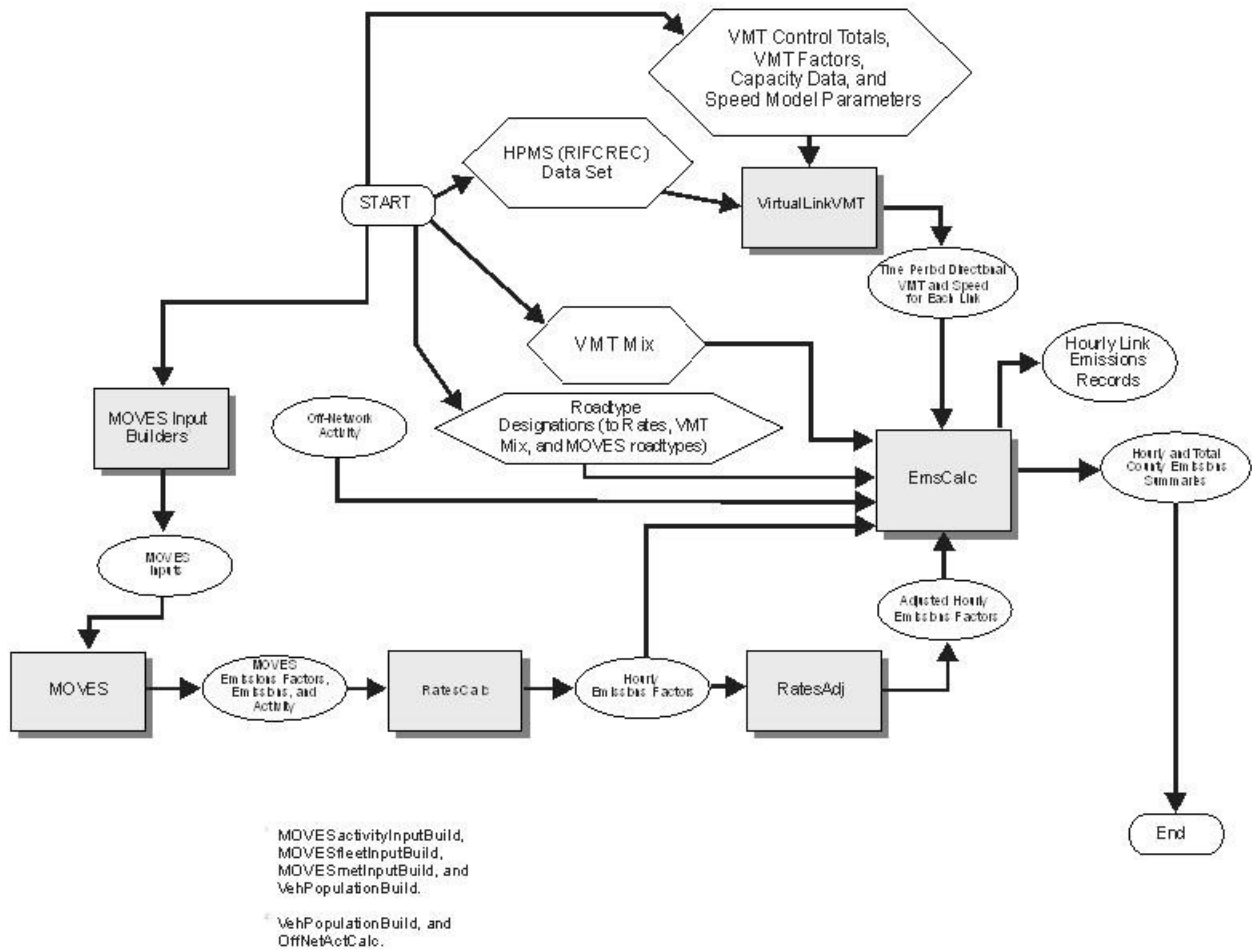 VMT Control Totals,
VMT Factors,
Capacity Data, and
Speed Model Parameters
HPMS (RIFCREC)
Data Set
START
VirtualLinkVMT
Time Period Directional
VMT and Speed
for Each Link
VMT Mix
Hourly Link
Emissions
Records
MOVES Input
Builders
Off-Network
Activity
Roadtype
Designations (to Rates, VMT
Mix, and MOVES roadtypes)
EmsCalc
Hourly and Total
County Emissions
Summaries
MOVES
Inputs
Adjusted Hourly
Emissions Factors
MOVES
MOVES
Emissions Factors,
Emissions, and
Activity
RatesCalc
Hourly
Emissions Factors
RatesAdj
End
MOVESactivityInputBuild,
MOVESfleetInputBuild,
MOVESmetInputBuild, and
VehPopulationBuild.
VehPopulationBuild, and
OffNetActCalc.